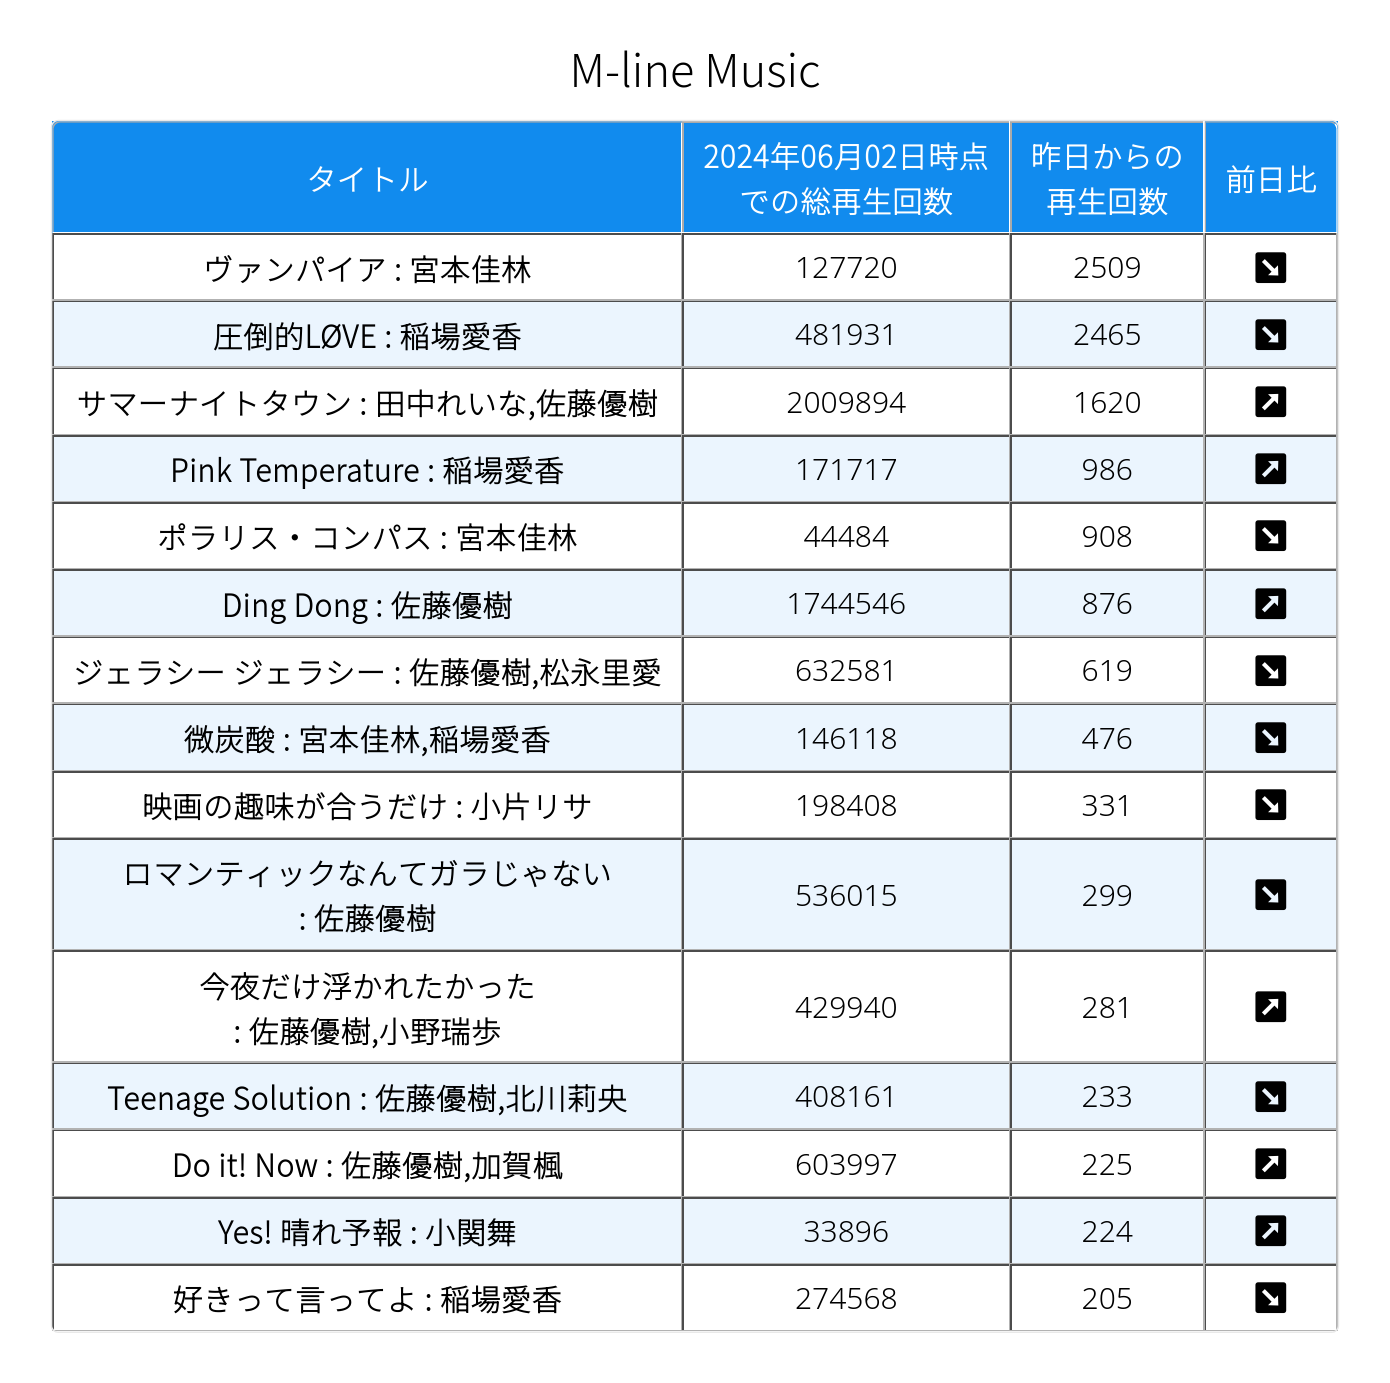 M-line Music
タイトル
2024年06月02日時点
での総再生回数
昨日からの
再生回数
前日比
ヴァンパイア : 宮本佳林 127720 2509
圧倒的LØVE : 稲場愛香 481931 2465
サマーナイトタウン : 田中れいな,佐藤優樹 2009894 1620
Pink Temperature : 稲場愛香 171717 986
ポラリス・コンパス : 宮本佳林 44484 908
Ding Dong : 佐藤優樹 1744546 876
ジェラシー ジェラシー : 佐藤優樹,松永里愛 632581 619
微炭酸 : 宮本佳林,稲場愛香 146118 476
映画の趣味が合うだけ : 小片リサ 198408 331
ロマンティックなんてガラじゃない
: 佐藤優樹 536015 299
今夜だけ浮かれたかった
: 佐藤優樹,小野瑞歩 429940 281
Teenage Solution : 佐藤優樹,北川莉央 408161 233
Do it! Now : 佐藤優樹,加賀楓 603997 225
Yes! 晴れ予報 : 小関舞 33896 224
好きって言ってよ : 稲場愛香 274568 205